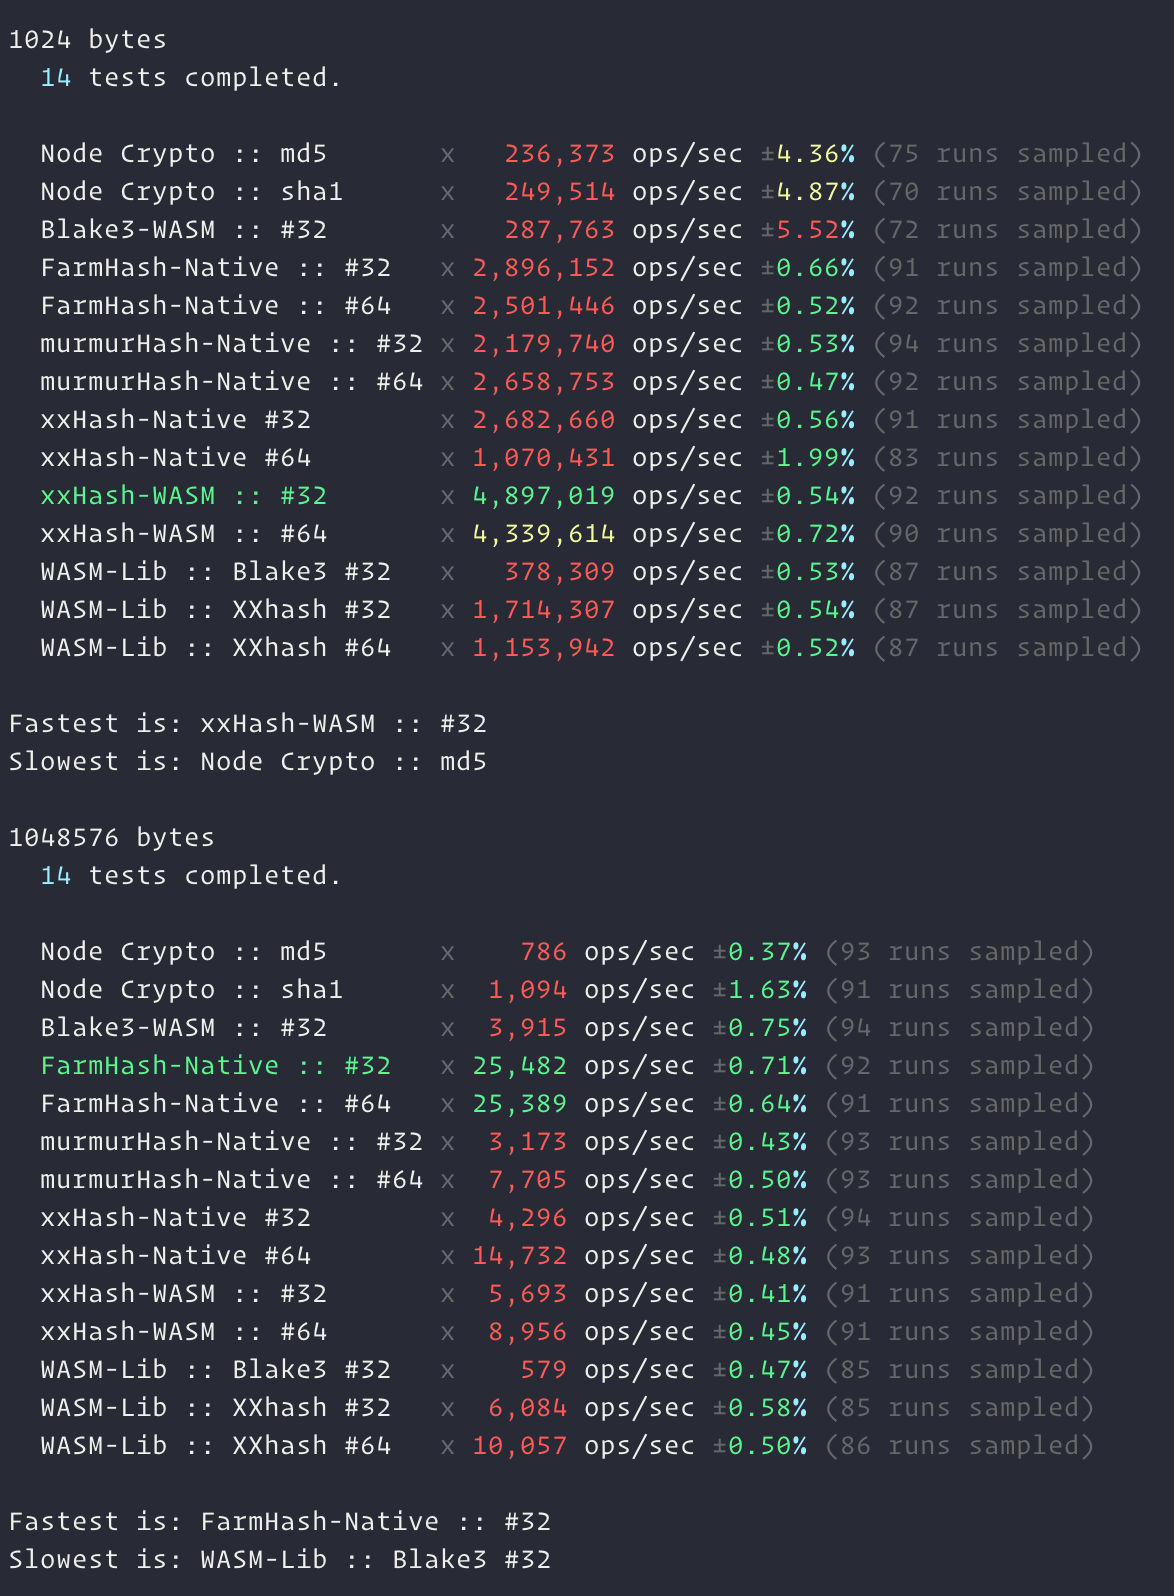 1024 bytes
14 tests completed.
Node Crypto :: md5 x 236,373 ops/sec ±4.36% (75 runs sampled)
Node Crypto :: sha1 x 249,514 ops/sec ±4.87% (70 runs sampled)
Blake3-WASM :: #32 x 287,763 ops/sec ±5.52% (72 runs sampled)
FarmHash-Native :: #32 x 2,896,152 ops/sec ±0.66% (91 runs sampled)
FarmHash-Native :: #64 x 2,501,446 ops/sec ±0.52% (92 runs sampled)
murmurHash-Native :: #32 x 2,179,740 ops/sec ±0.53% (94 runs sampled)
murmurHash-Native :: #64 x 2,658,753 ops/sec ±0.47% (92 runs sampled)
xxHash-Native #32 x 2,682,660 ops/sec ±0.56% (91 runs sampled)
xxHash-Native #64 x 1,070,431 ops/sec ±1.99% (83 runs sampled)
xxHash-WASM :: #32 x 4,897,019 ops/sec ±0.54% (92 runs sampled)
xxHash-WASM :: #64 x 4,339,614 ops/sec ±0.72% (90 runs sampled)
WASM-Lib :: Blake3 #32 x 378,309 ops/sec ±0.53% (87 runs sampled)
WASM-Lib :: XXhash #32 x 1,714,307 ops/sec ±0.54% (87 runs sampled)
WASM-Lib :: XXhash #64 x 1,153,942 ops/sec ±0.52% (87 runs sampled)
Fastest is: xxHash-WASM :: #32
Slowest is: Node Crypto :: md5
1048576 bytes
14 tests completed.
Node Crypto :: md5 x 786 ops/sec ±0.37% (93 runs sampled)
Node Crypto :: sha1 x 1,094 ops/sec ±1.63% (91 runs sampled)
Blake3-WASM :: #32 x 3,915 ops/sec ±0.75% (94 runs sampled)
FarmHash-Native :: #32 x 25,482 ops/sec ±0.71% (92 runs sampled)
FarmHash-Native :: #64 x 25,389 ops/sec ±0.64% (91 runs sampled)
murmurHash-Native :: #32 x 3,173 ops/sec ±0.43% (93 runs sampled)
murmurHash-Native :: #64 x 7,705 ops/sec ±0.50% (93 runs sampled)
xxHash-Native #32 x 4,296 ops/sec ±0.51% (94 runs sampled)
xxHash-Native #64 x 14,732 ops/sec ±0.48% (93 runs sampled)
xxHash-WASM :: #32 x 5,693 ops/sec ±0.41% (91 runs sampled)
xxHash-WASM :: #64 x 8,956 ops/sec ±0.45% (91 runs sampled)
WASM-Lib :: Blake3 #32 x 579 ops/sec ±0.47% (85 runs sampled)
WASM-Lib :: XXhash #32 x 6,084 ops/sec ±0.58% (85 runs sampled)
WASM-Lib :: XXhash #64 x 10,057 ops/sec ±0.50% (86 runs sampled)
Fastest is: FarmHash-Native :: #32
Slowest is: WASM-Lib :: Blake3 #32